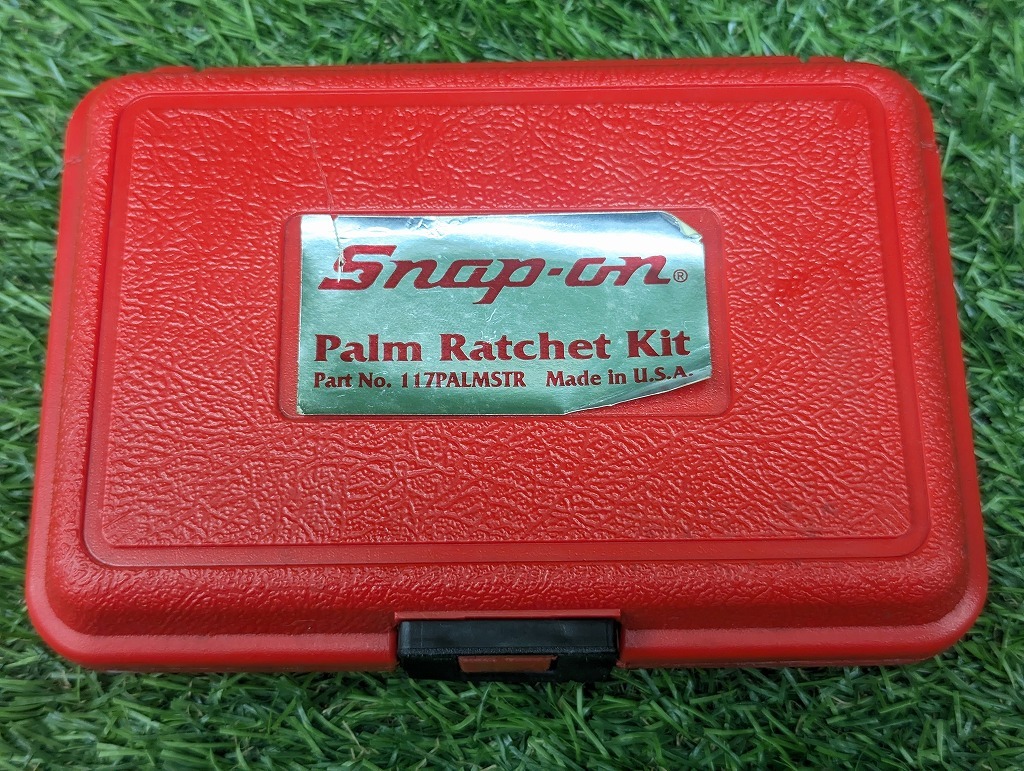 Snap-on®
Palm Ratchet Kit
Part No. 117PALMSTR Made in U.S.A.